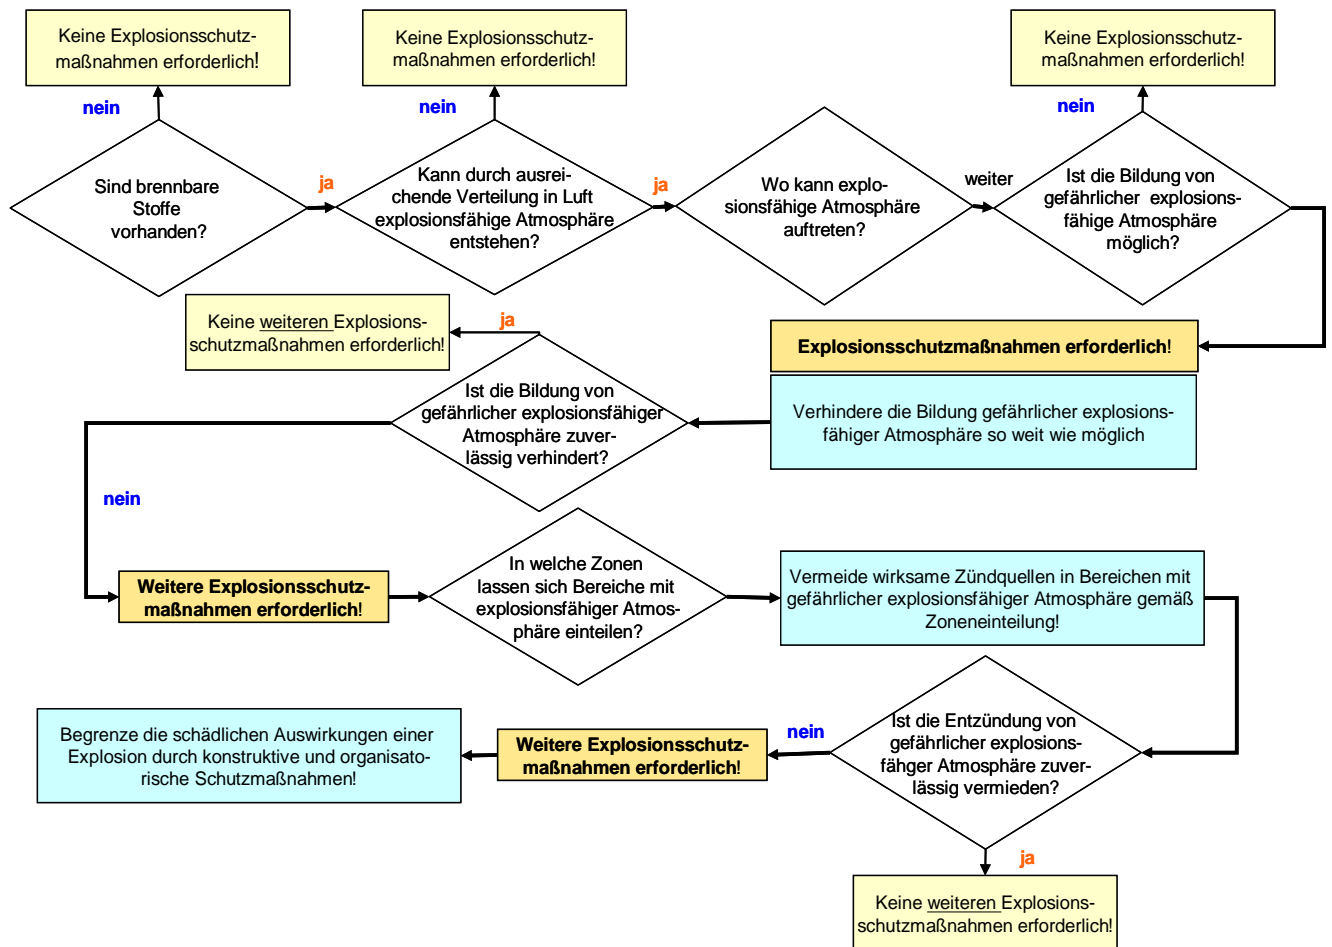 Keine Explosionsschutz-
maßnahmen erforderlich!
Keine Explosionsschutz-
maßnahmen erforderlich!
Keine Explosionsschutz-
maßnahmen erforderlich!
nein
nein
nein
Sind brennbare
Stoffe
vorhanden?
ja
Kann durch ausrei-
chende Verteilung in Luft
explosionsfähige Atmosphäre
entstehen?
ja
Wo kann explo-
sionsfähige Atmosphäre
auftreten?
weiter
Ist die Bildung von
gefährlicher explosions-
fähige Atmosphäre
möglich?
Keine weiteren Explosions-
schutzmaßnahmen erforderlich!
ja
Explosionsschutzmaßnahmen erforderlich!
Ist die Bildung von
gefährlicher explosionsfähiger
Atmosphäre zuver-
lässig verhindert?
Verhindere die Bildung gefährlicher explosions-
fähiger Atmosphäre so weit wie möglich
nein
Weitere Explosionsschutz-
maßnahmen erforderlich!
In welche Zonen
lassen sich Bereiche mit
explosionsfähiger Atmos-
phäre einteilen?
Vermeide wirksame Zündquellen in Bereichen mit
gefährlicher explosionsfähiger Atmosphäre gemäß
Zoneneinteilung!
Begrenze die schädlichen Auswirkungen einer
Explosion durch konstruktive und organisato-
rische Schutzmaßnahmen!
Weitere Explosionsschutz-
maßnahmen erforderlich!
nein
Ist die Entzündung von
gefährlicher explosions-
fähger Atmosphäre zuver-
lässig vermieden?
ja
Keine weiteren Explosions-
schutzmaßnahmen erforderlich!